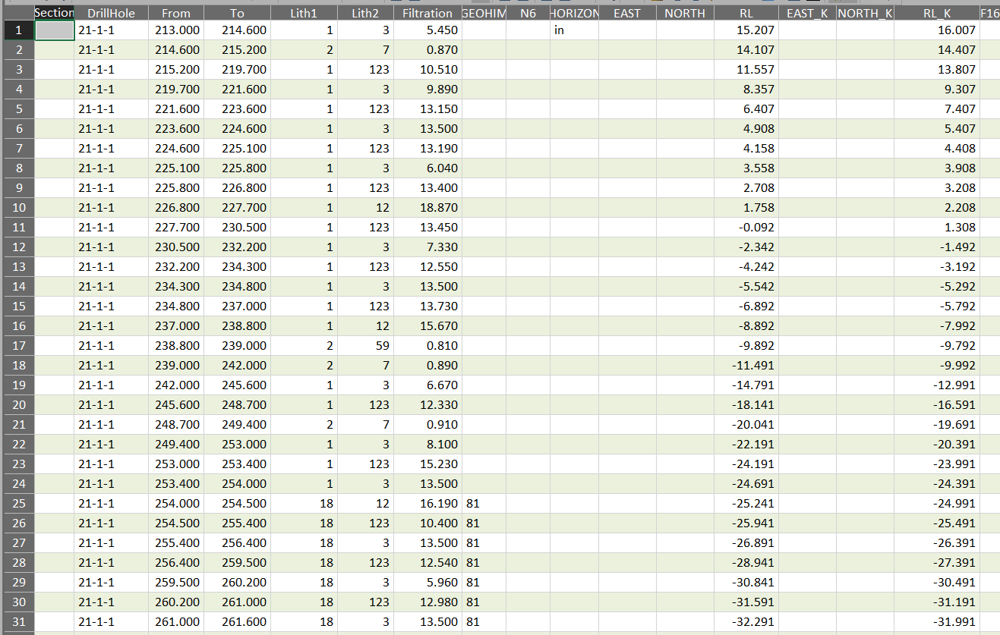 Section DrillHole From To Lith1 Lith2 Filtration GEOHIM N6 HORIZON EAST NORTH RL EAST_K NORTH_K RL_K F16
1 21-1-1 213.000 214.600 1 3 5.450 in 15.207 16.007
2 21-1-1 214.600 215.200 2 7 0.870 14.107 14.407
3 21-1-1 215.200 219.700 1 123 10.510 11.557 13.807
4 21-1-1 219.700 221.600 1 3 9.890 8.357 9.307
5 21-1-1 221.600 223.600 1 123 13.150 6.407 7.407
6 21-1-1 223.600 224.600 1 3 13.500 4.908 5.407
7 21-1-1 224.600 225.100 1 123 13.190 4.158 4.408
8 21-1-1 225.100 225.800 1 3 6.040 3.558 3.908
9 21-1-1 225.800 226.800 1 123 13.400 2.708 3.208
10 21-1-1 226.800 227.700 1 12 18.870 1.758 2.208
11 21-1-1 227.700 230.500 1 123 13.450 -0.092 1.308
12 21-1-1 230.500 232.200 1 3 7.330 -2.342 -1.492
13 21-1-1 232.200 234.300 1 123 12.550 -4.242 -3.192
14 21-1-1 234.300 234.800 1 3 13.500 -5.542 -5.292
15 21-1-1 234.800 237.000 1 123 13.730 -6.892 -5.792
16 21-1-1 237.000 238.800 1 12 15.670 -8.892 -7.992
17 21-1-1 238.800 239.000 2 59 0.810 -9.892 -9.792
18 21-1-1 239.000 242.000 2 7 0.890 -11.491 -9.992
19 21-1-1 242.000 245.600 1 3 6.670 -14.791 -12.991
20 21-1-1 245.600 248.700 1 123 12.330 -18.141 -16.591
21 21-1-1 248.700 249.400 2 7 0.910 -20.041 -19.691
22 21-1-1 249.400 253.000 1 3 8.100 -22.191 -20.391
23 21-1-1 253.000 253.400 1 123 15.230 -24.191 -23.991
24 21-1-1 253.400 254.000 1 3 13.500 -24.691 -24.391
25 21-1-1 254.000 254.500 18 12 16.190 81 -25.241 -24.991
26 21-1-1 254.500 255.400 18 123 10.400 81 -25.941 -25.491
27 21-1-1 255.400 256.400 18 3 13.500 81 -26.891 -26.391
28 21-1-1 256.400 259.500 18 123 12.540 81 -28.941 -27.391
29 21-1-1 259.500 260.200 18 3 5.960 81 -30.841 -30.491
30 21-1-1 260.200 261.000 18 123 12.980 81 -31.591 -31.191
31 21-1-1 261.000 261.600 18 3 13.500 81 -32.291 -31.991